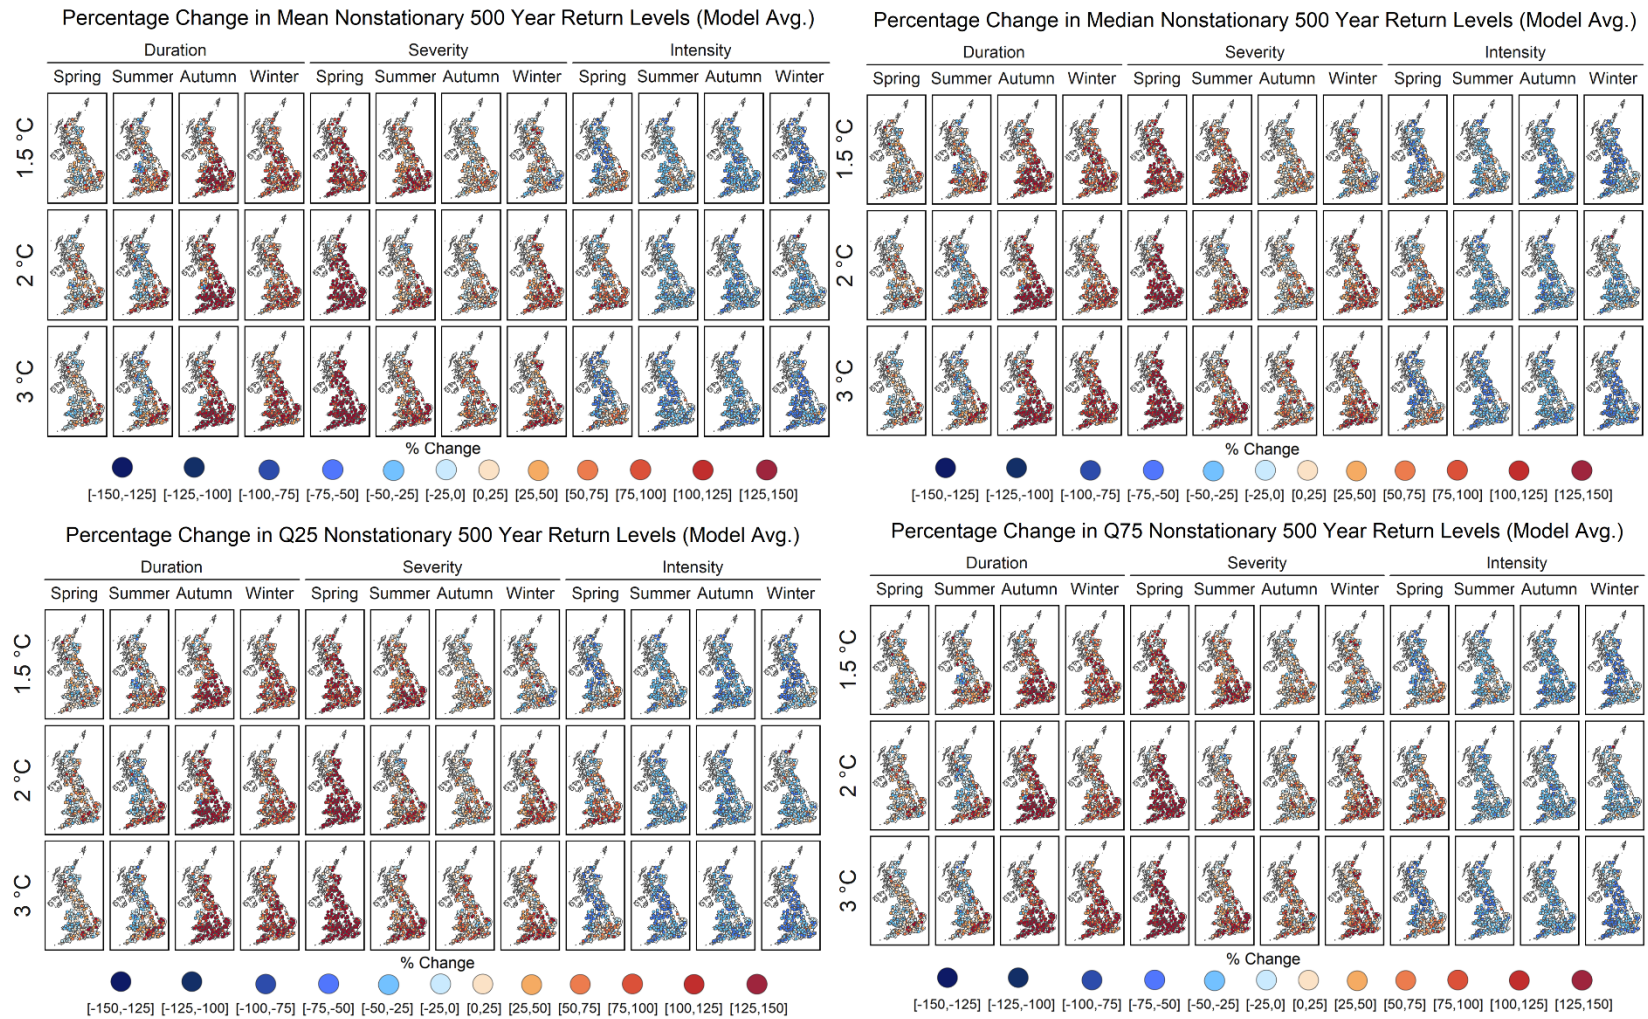 Percentage Change in Mean Nonstationary 500 Year Return Levels (Model Avg.)
Duration Severity Intensity
Spring Summer Autumn Winter Spring Summer Autumn Winter Spring Summer Autumn Winter
1.5 °C
2 °C
3 °C
% Change
[-150,-125] [-125,-100] [-100,-75] [-75,-50] [-50,-25] [-25,0] [0,25] [25,50] [50,75] [75,100] [100,125] [125,150]
Percentage Change in Median Nonstationary 500 Year Return Levels (Model Avg.)
Duration Severity Intensity
Spring Summer Autumn Winter Spring Summer Autumn Winter Spring Summer Autumn Winter
1.5 °C
2 °C
3 °C
% Change
[-150,-125] [-125,-100] [-100,-75] [-75,-50] [-50,-25] [-25,0] [0,25] [25,50] [50,75] [75,100] [100,125] [125,150]
Percentage Change in Q25 Nonstationary 500 Year Return Levels (Model Avg.)
Duration Severity Intensity
Spring Summer Autumn Winter Spring Summer Autumn Winter Spring Summer Autumn Winter
1.5 °C
2 °C
3 °C
% Change
[-150,-125] [-125,-100] [-100,-75] [-75,-50] [-50,-25] [-25,0] [0,25] [25,50] [50,75] [75,100] [100,125] [125,150]
Percentage Change in Q75 Nonstationary 500 Year Return Levels (Model Avg.)
Duration Severity Intensity
Spring Summer Autumn Winter Spring Summer Autumn Winter Spring Summer Autumn Winter
1.5 °C
2 °C
3 °C
% Change
[-150,-125] [-125,-100] [-100,-75] [-75,-50] [-50,-25] [-25,0] [0,25] [25,50] [50,75] [75,100] [100,125] [125,150]